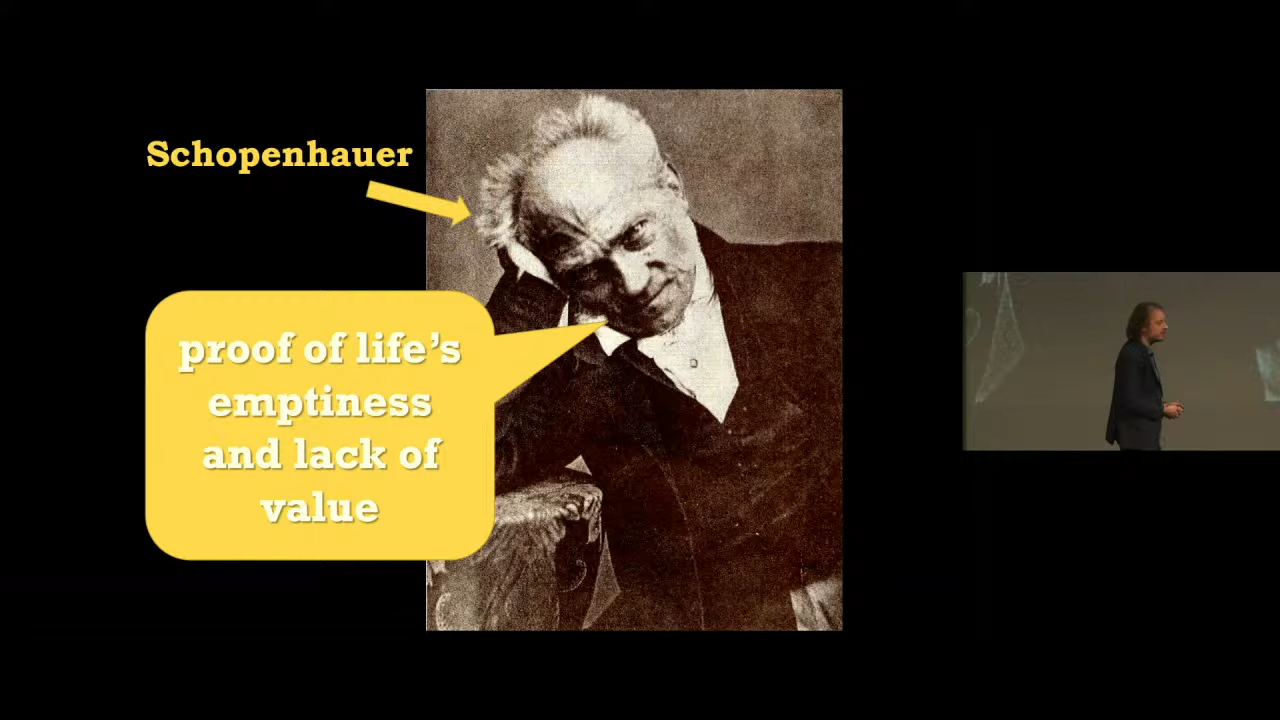 Schopenhauer
proof of life’s
emptiness
and lack of
value